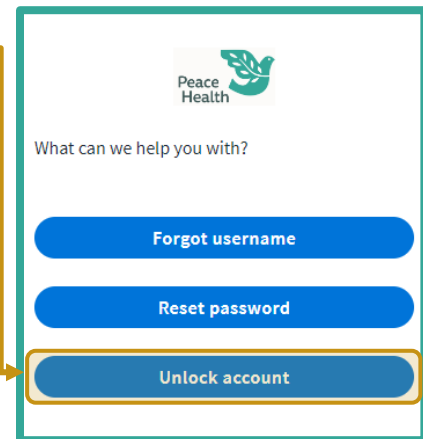 Peace
Health
What can we help you with?
Forgot username
Reset password
Unlock account